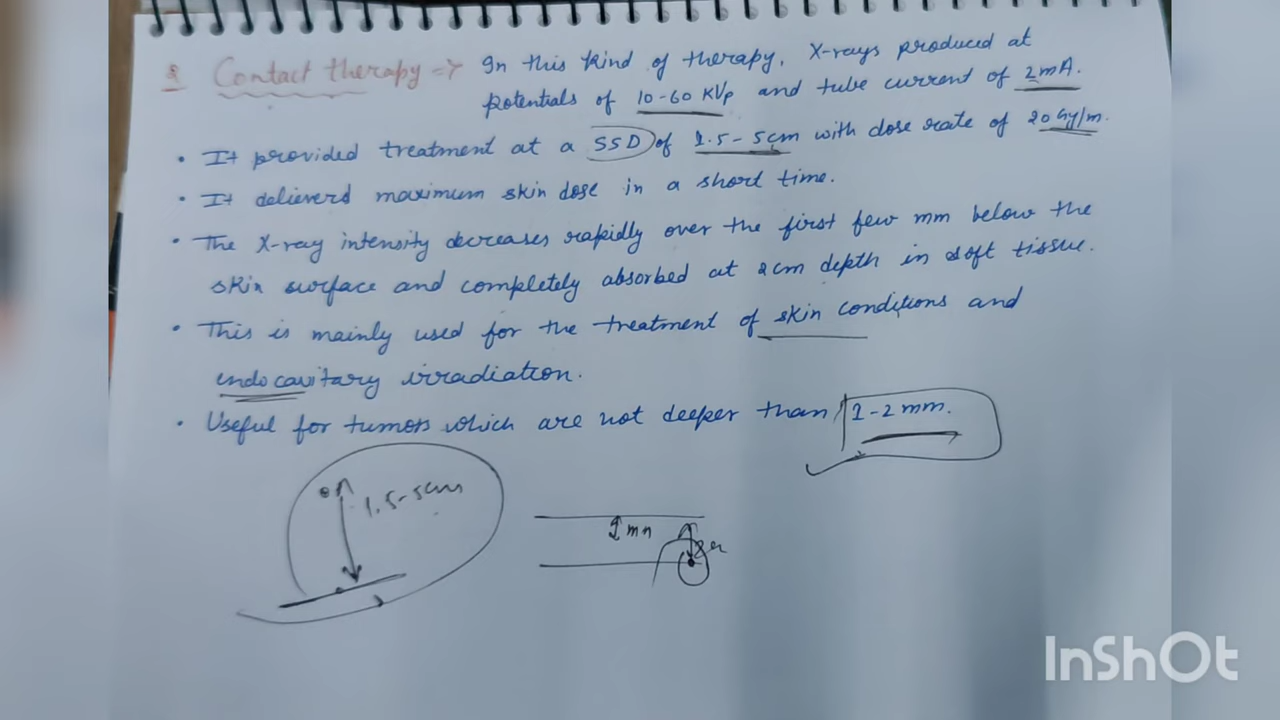 2 Contact therapy => In this kind of therapy, X-rays produced at
potentials of 10-60 KVp and tube current of 2mA.
• It provided treatment at a SSD of 1.5-5cm with dose rate of 20 Gy/m.
• It delieverd maximum skin dose in a short time.
• The X-ray intensity decreases rapidly over the first few mm below the
skin surface and completely absorbed at 2cm depth in soft tissue.
• This is mainly used for the treatment of skin conditions and
endocavitary irradiation.
• Useful for tumors which are not deeper than 1-2 mm.
1.5-5cm
1mm
InShOt